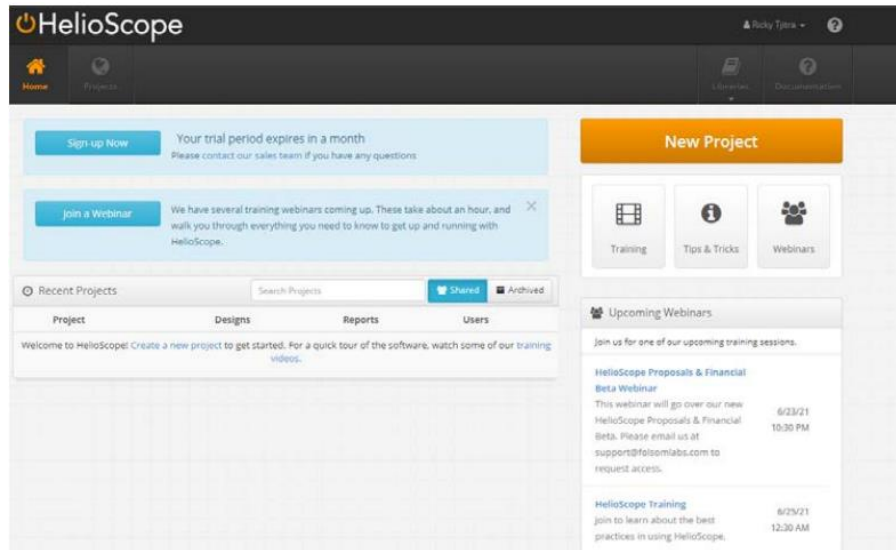 HelioScope
Ricky Tjitra
Home
Projects
Libraries
Documentation
Sign-up Now
Your trial period expires in a month
Please contact our sales team if you have any questions
New Project
Join a Webinar
We have several training webinars coming up. These take about an hour, and
walk you through everything you need to know to get up and running with
HelioScope.
Training
Tips & Tricks
Webinars
Recent Projects
Search Projects
Shared
Archived
Project
Designs
Reports
Users
Welcome to HelioScope! Create a new project to get started. For a quick tour of the software, watch some of our training
videos.
Upcoming Webinars
Join us for one of our upcoming training sessions.
HelioScope Proposals & Financial
Beta Webinar
This webinar will go over our new
HelioScope Proposals & Financial
Beta. Please email us at
support@folsomlabs.com to
request access.
6/23/21
10:30 PM
HelioScope Training
Join to learn about the best
practices in using HelioScope.
6/25/21
12:30 AM